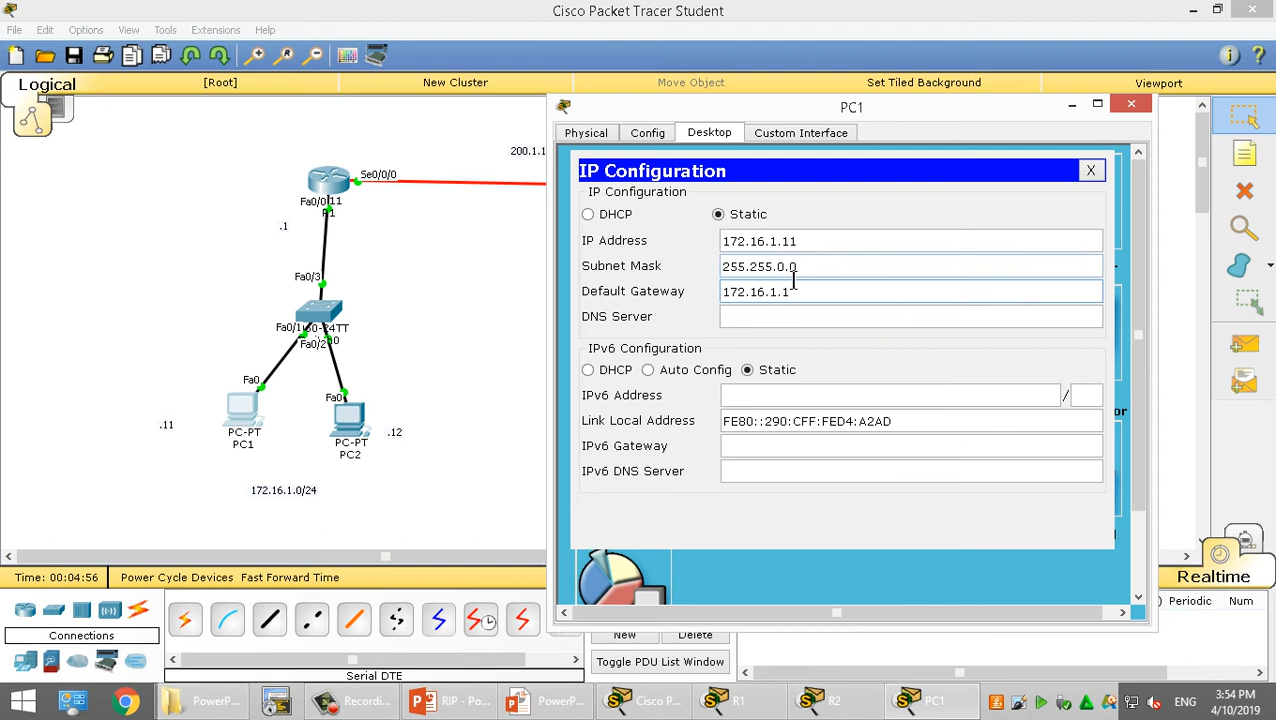 Cisco Packet Tracer Student
File Edit Options View Tools Extensions Help
Logical [Root] New Cluster Move Object Set Tiled Background Viewport
PC1
Physical Config Desktop Custom Interface
IP Configuration X
IP Configuration
DHCP Static
IP Address 172.16.1.11
Subnet Mask 255.255.0.0
Default Gateway 172.16.1.1
DNS Server
IPv6 Configuration
DHCP Auto Config Static
IPv6 Address /
Link Local Address FE80::290:CFF:FED4:A2AD
IPv6 Gateway
IPv6 DNS Server
200.1.1
Se0/0/0
Fa0/0
R1
.1
Fa0/3
Fa0/1
Fa0/2
Fa0
Fa0
.11
PC-PT
PC1
PC-PT
PC2
.12
172.16.1.0/24
Time: 00:04:56 Power Cycle Devices Fast Forward Time
Realtime
Connections
Serial DTE
New Delete
Toggle PDU List Window
) Periodic Num
PowerP... Recordi... RIP - Po... PowerP... Cisco P... R1 R2 PC1
ENG
3:54 PM
4/10/2019